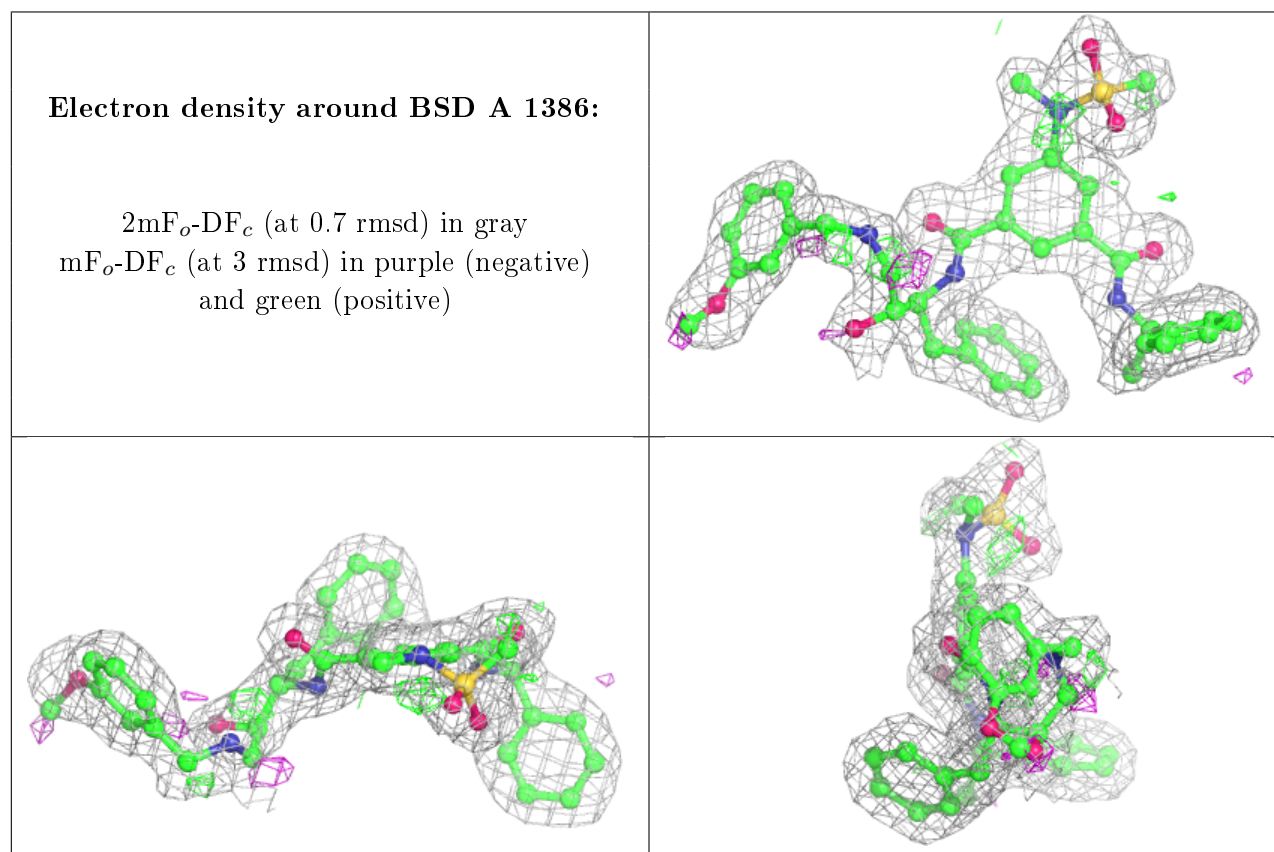 Electron density around BSD A 1386:
2mFo-DFc (at 0.7 rmsd) in gray
mFo-DFc (at 3 rmsd) in purple (negative)
and green (positive)